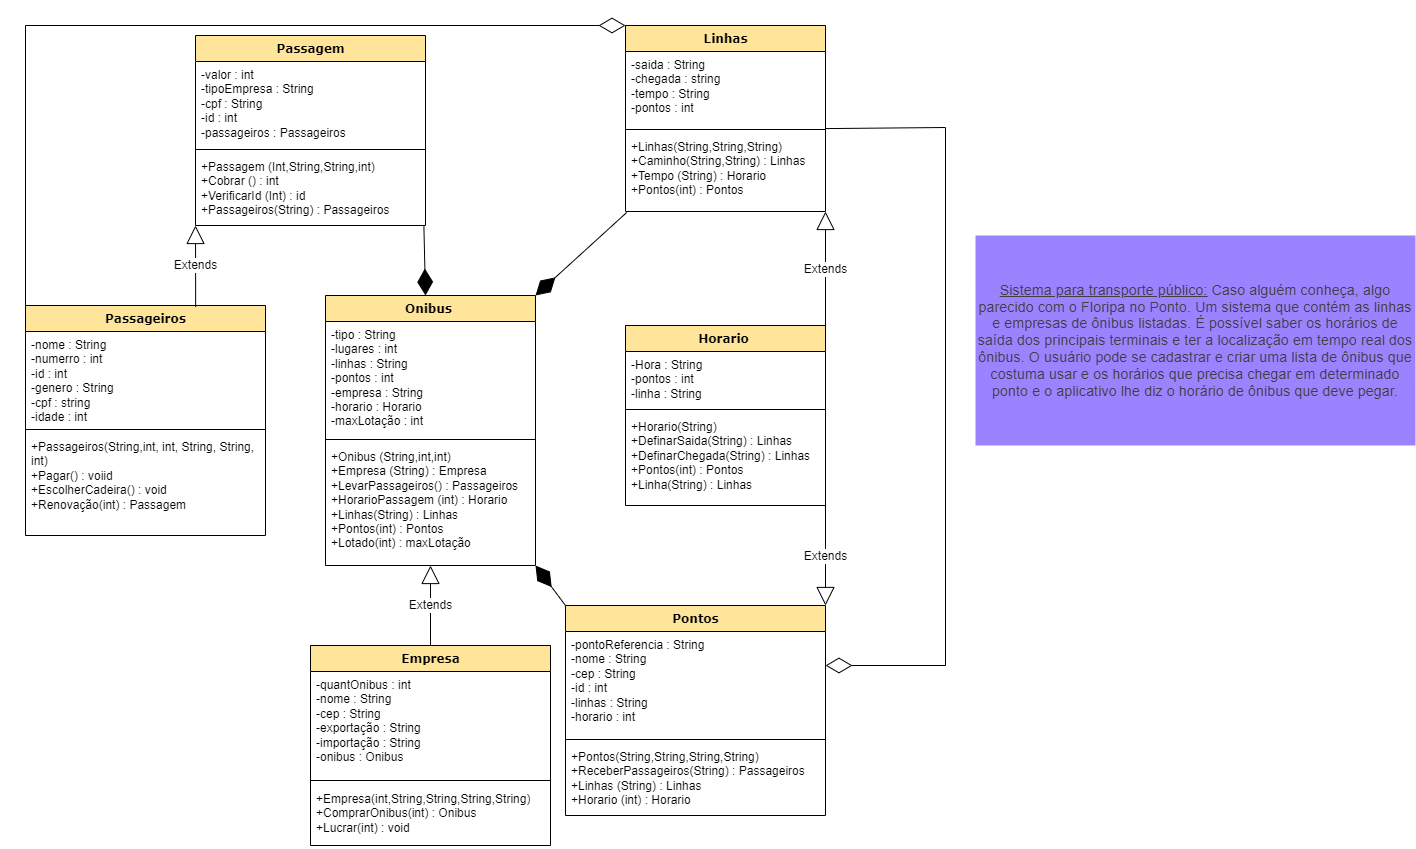 Passagem
-valor : int
-tipoEmpresa : String
-cpf : String
-id : int
-passageiros : Passageiros
+Passagem (Int,String,String,int)
+Cobrar () : int
+VerificarId (Int) : id
+Passageiros(String) : Passageiros
Linhas
-saida : String
-chegada : string
-tempo : String
-pontos : int
+Linhas(String,String,String)
+Caminho(String,String) : Linhas
+Tempo (String) : Horario
+Pontos(int) : Pontos
Extends
Extends
Passageiros
-nome : String
-numerro : int
-id : int
-genero : String
-cpf : string
-idade : int
+Passageiros(String,int, int, String, String,
int)
+Pagar() : voiid
+EscolherCadeira() : void
+Renovação(int) : Passagem
Onibus
-tipo : String
-lugares : int
-linhas : String
-pontos : int
-empresa : String
-horario : Horario
-maxLotação : int
+Onibus (String,int,int)
+Empresa (String) : Empresa
+LevarPassageiros() : Passageiros
+HorarioPassagem (int) : Horario
+Linhas(String) : Linhas
+Pontos(int) : Pontos
+Lotado(int) : maxLotação
Horario
-Hora : String
-pontos : int
-linha : String
+Horario(String)
+DefinarSaida(String) : Linhas
+DefinarChegada(String) : Linhas
+Pontos(int) : Pontos
+Linha(String) : Linhas
Sistema para transporte público: Caso alguém conheça, algo
parecido com o Floripa no Ponto. Um sistema que contém as linhas
e empresas de ônibus listadas. É possível saber os horários de
saída dos principais terminais e ter a localização em tempo real dos
ônibus. O usuário pode se cadastrar e criar uma lista de ônibus que
costuma usar e os horários que precisa chegar em determinado
ponto e o aplicativo lhe diz o horário de ônibus que deve pegar.
Extends
Extends
Empresa
-quantOnibus : int
-nome : String
-cep : String
-exportação : String
-importação : String
-onibus : Onibus
+Empresa(int,String,String,String,String)
+ComprarOnibus(int) : Onibus
+Lucrar(int) : void
Pontos
-pontoReferencia : String
-nome : String
-cep : String
-id : int
-linhas : String
-horario : int
+Pontos(String,String,String,String)
+ReceberPassageiros(String) : Passageiros
+Linhas (String) : Linhas
+Horario (int) : Horario